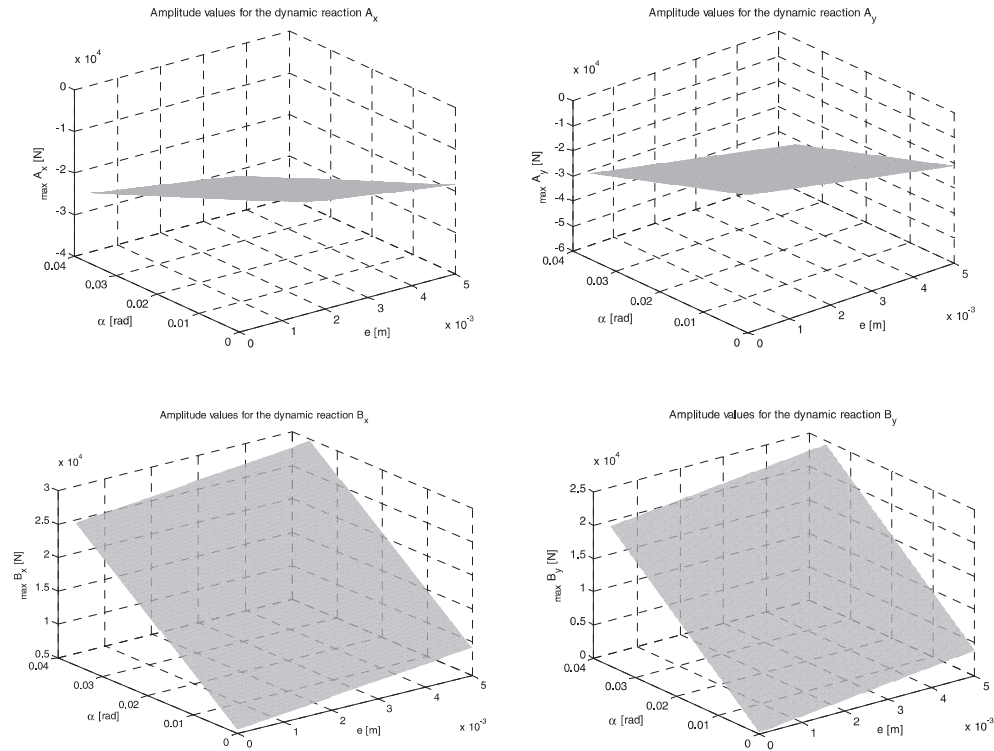 Amplitude values for the dynamic reaction A_x
x 10^4
0
-1
-2
-3
-4
max A_x [N]
0.04
0.03
0.02
0.01
0
α [rad]
0
1
2
3
4
5
e [m]
x 10^-3
Amplitude values for the dynamic reaction A_y
x 10^4
0
-1
-2
-3
-4
-5
-6
max A_y [N]
0.04
0.03
0.02
0.01
0
α [rad]
0
1
2
3
4
5
e [m]
x 10^-3
Amplitude values for the dynamic reaction B_x
x 10^4
3
2.5
2
1.5
1
0.5
max B_x [N]
0.04
0.03
0.02
0.01
0
α [rad]
0
1
2
3
4
5
e [m]
x 10^-3
Amplitude values for the dynamic reaction B_y
x 10^4
2.5
2
1.5
1
0.5
0
max B_y [N]
0.04
0.03
0.02
0.01
0
α [rad]
0
1
2
3
4
5
e [m]
x 10^-3